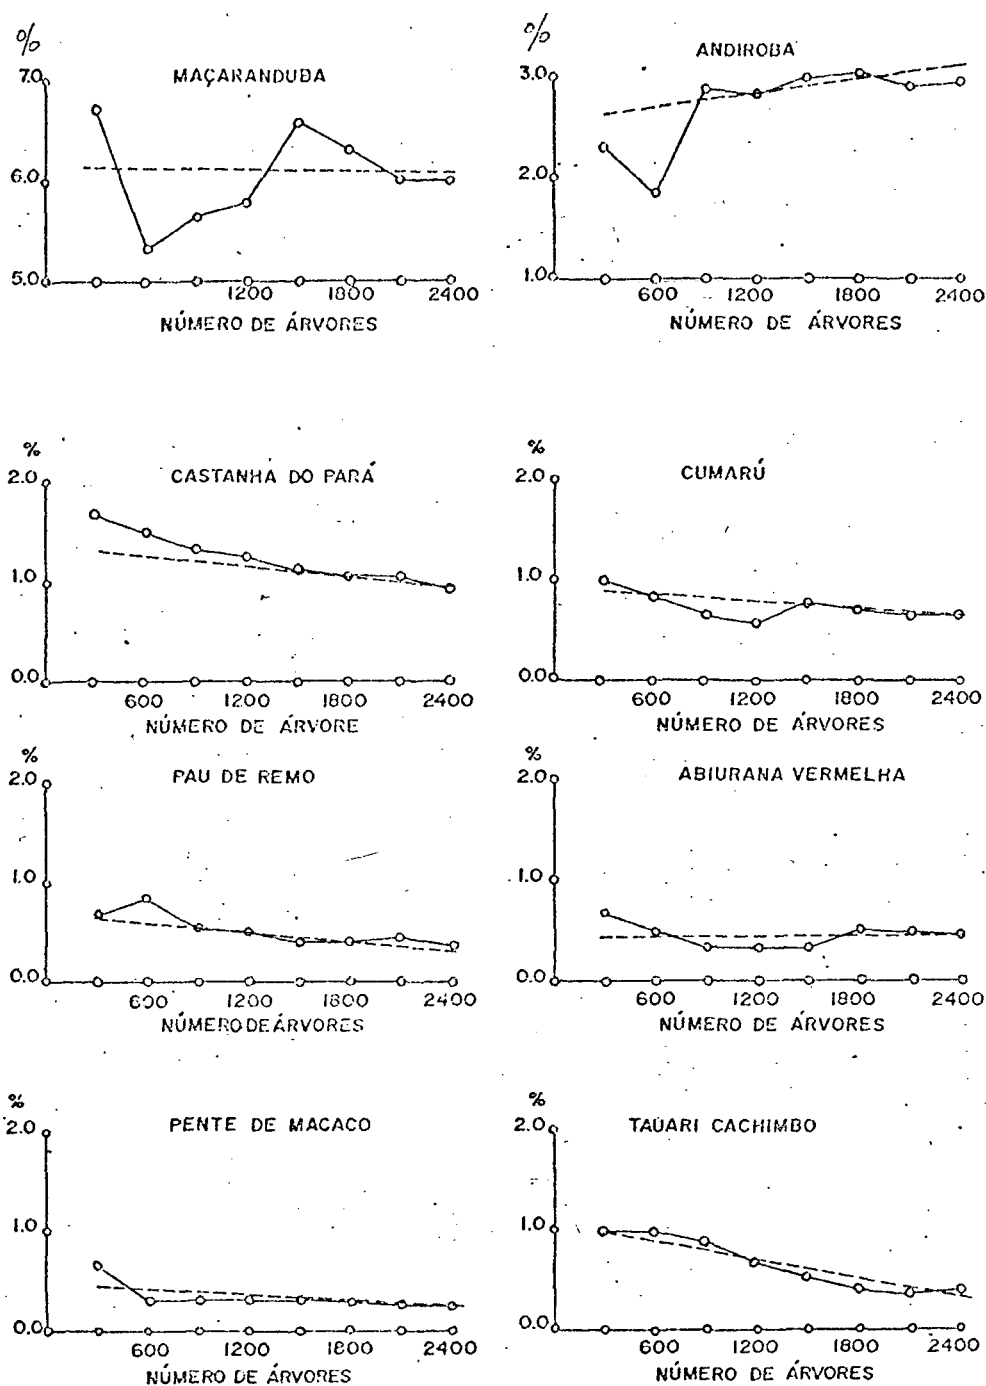 %
MAÇARANDUBA
7.0
6.0
5.0
1200 1800 2400
NÚMERO DE ÁRVORES
%
ANDIROBA
3.0
2.0
1.0
600 1200 1800 2400
NÚMERO DE ÁRVORES
%
CASTANHA DO PARÁ
2.0
1.0
0.0
600 1200 1800 2400
NÚMERO DE ÁRVORE
%
CUMARÚ
2.0
1.0
0.0
600 1200 1800 2400
NÚMERO DE ÁRVORES
%
PAU DE REMO
2.0
1.0
0.0
600 1200 1800 2400
NÚMERO DE ÁRVORES
%
ABIURANA VERMELHA
2.0
1.0
0.0
600 1200 1800 2400
NÚMERO DE ÁRVORES
%
PENTE DE MACACO
2.0
1.0
0.0
600 1200 1800 2400
NÚMERO DE ÁRVORES
%
TAUARI CACHIMBO
2.0
1.0
0.0
600 1200 1800 2400
NÚMERO DE ÁRVORES